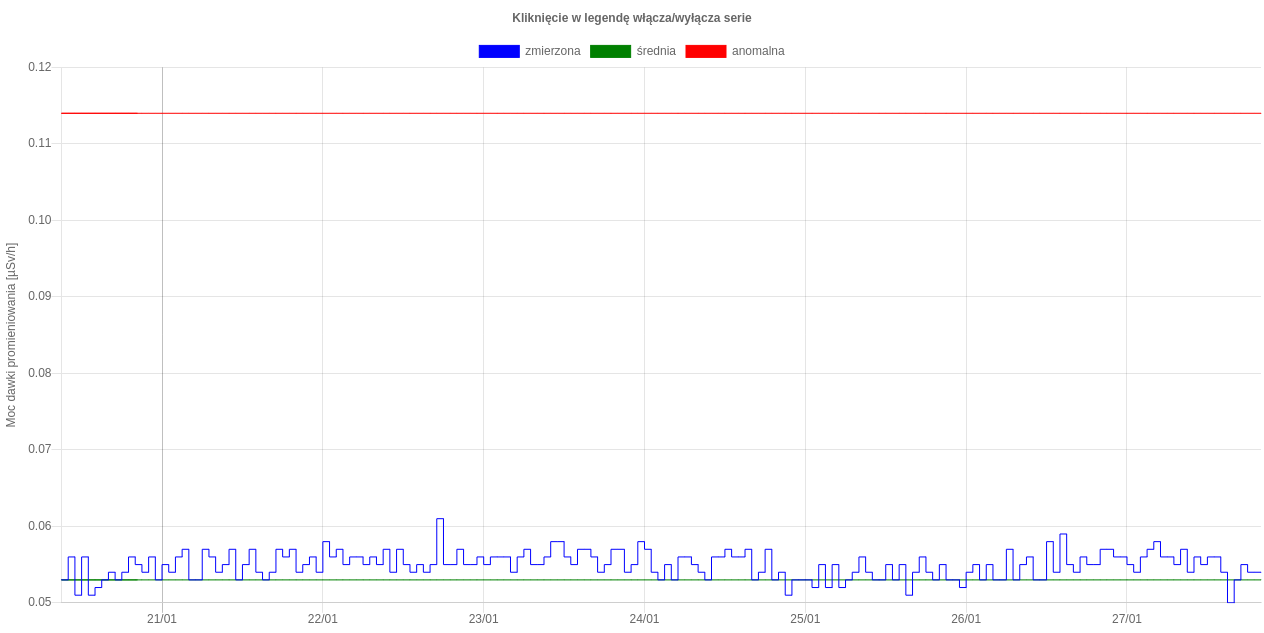 Kliknięcie w legendę włącza/wyłącza serie
zmierzona średnia anomalna
Moc dawki promieniowania [µSv/h]
0.12
0.11
0.10
0.09
0.08
0.07
0.06
0.05
21/01 22/01 23/01 24/01 25/01 26/01 27/01